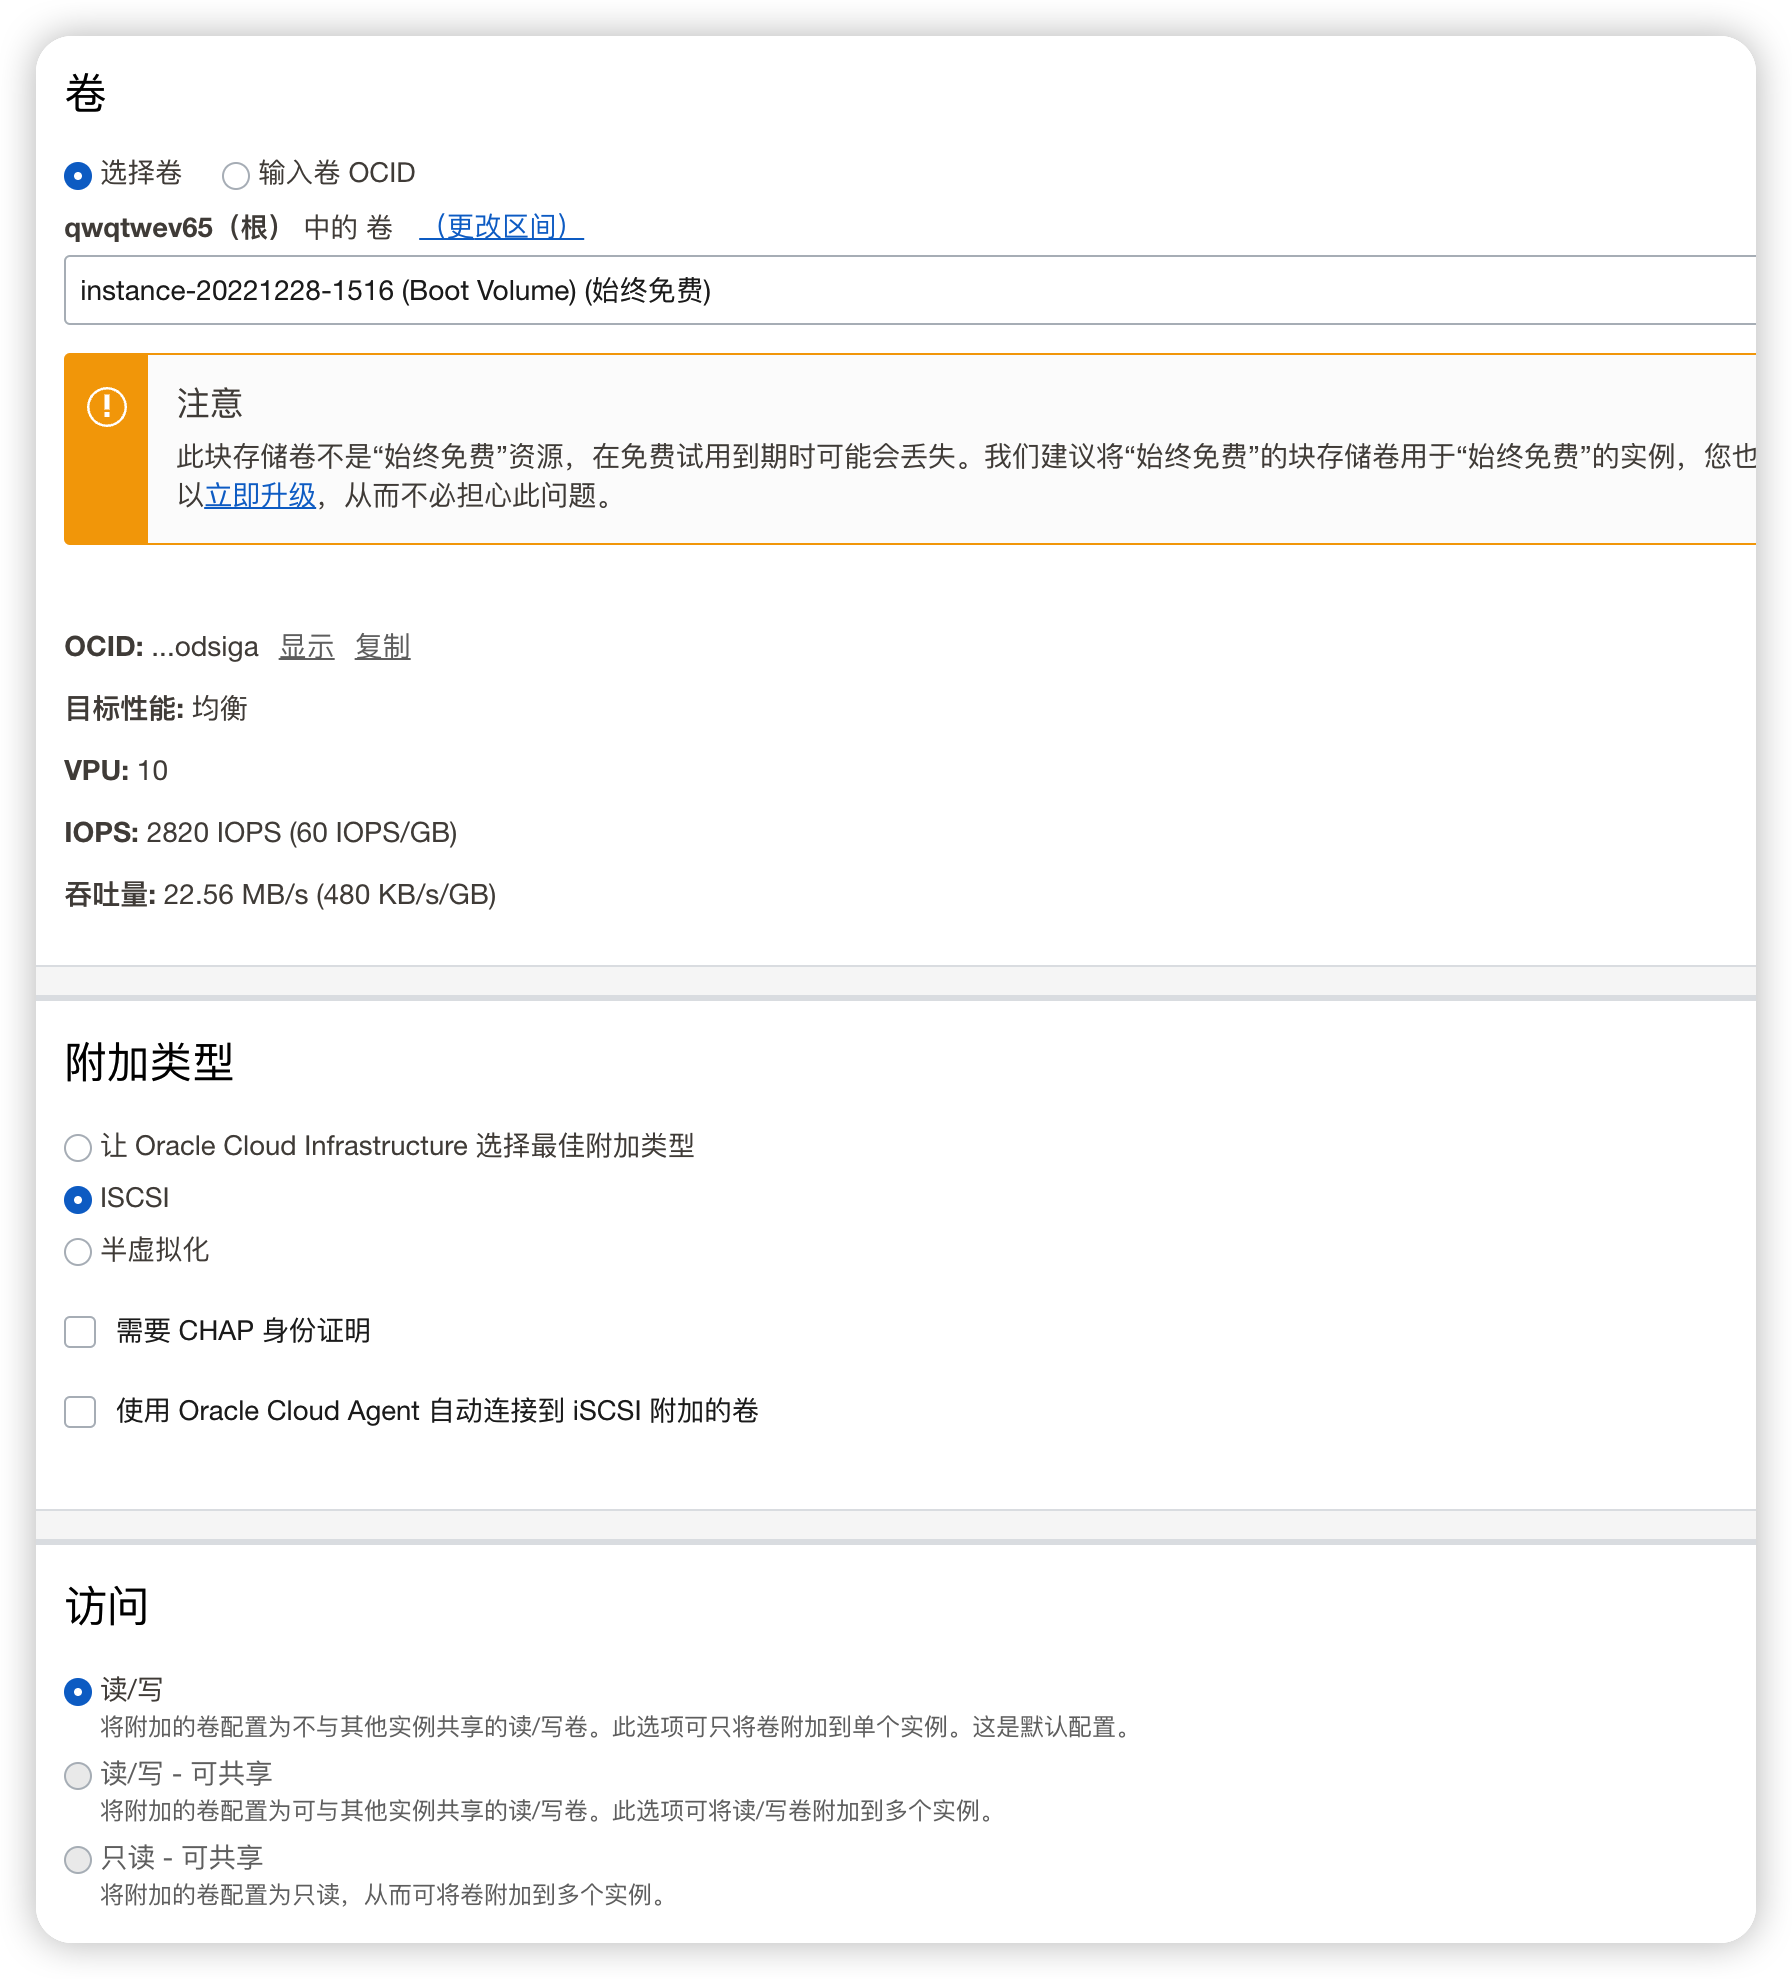 卷
选择卷 输入卷 OCID
qwqtwev65（根） 中的 卷 （更改区间）
instance-20221228-1516 (Boot Volume) (始终免费)
注意
此块存储卷不是“始终免费”资源，在免费试用到期时可能会丢失。我们建议将“始终免费”的块存储卷用于“始终免费”的实例，您也
以立即升级，从而不必担心此问题。
OCID: ...odsiga 显示 复制
目标性能: 均衡
VPU: 10
IOPS: 2820 IOPS (60 IOPS/GB)
吞吐量: 22.56 MB/s (480 KB/s/GB)
附加类型
让 Oracle Cloud Infrastructure 选择最佳附加类型
ISCSI
半虚拟化
需要 CHAP 身份证明
使用 Oracle Cloud Agent 自动连接到 iSCSI 附加的卷
访问
读/写
将附加的卷配置为不与其他实例共享的读/写卷。此选项可只将卷附加到单个实例。这是默认配置。
读/写 - 可共享
将附加的卷配置为可与其他实例共享的读/写卷。此选项可将读/写卷附加到多个实例。
只读 - 可共享
将附加的卷配置为只读，从而可将卷附加到多个实例。